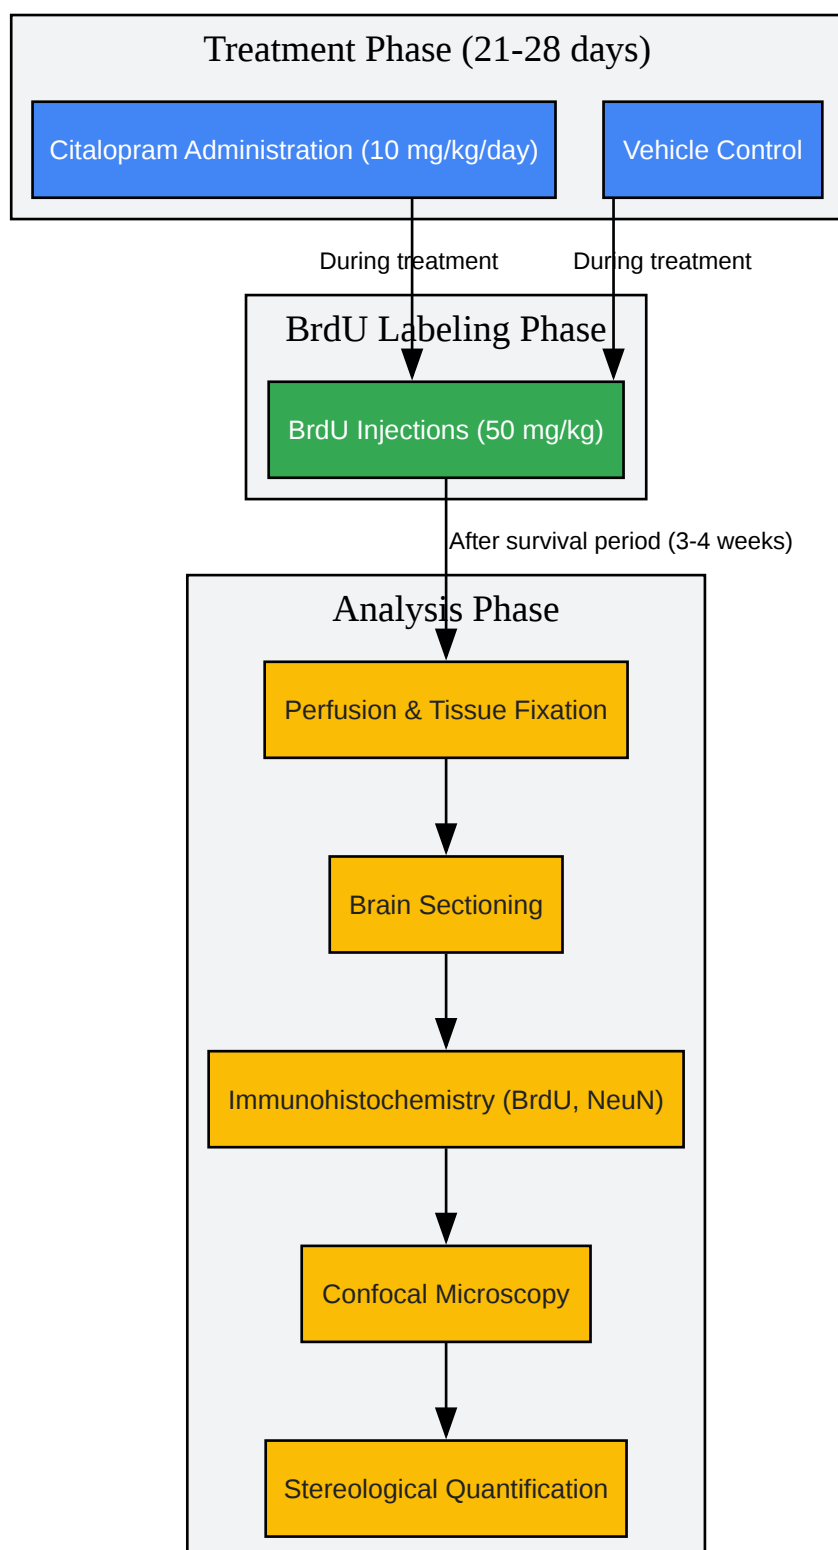 Treatment Phase (21-28 days)
Citalopram Administration (10 mg/kg/day)
Vehicle Control
During treatment
During treatment
BrdU Labeling Phase
BrdU Injections (50 mg/kg)
After survival period (3-4 weeks)
Analysis Phase
Perfusion & Tissue Fixation
Brain Sectioning
Immunohistochemistry (BrdU, NeuN)
Confocal Microscopy
Stereological Quantification